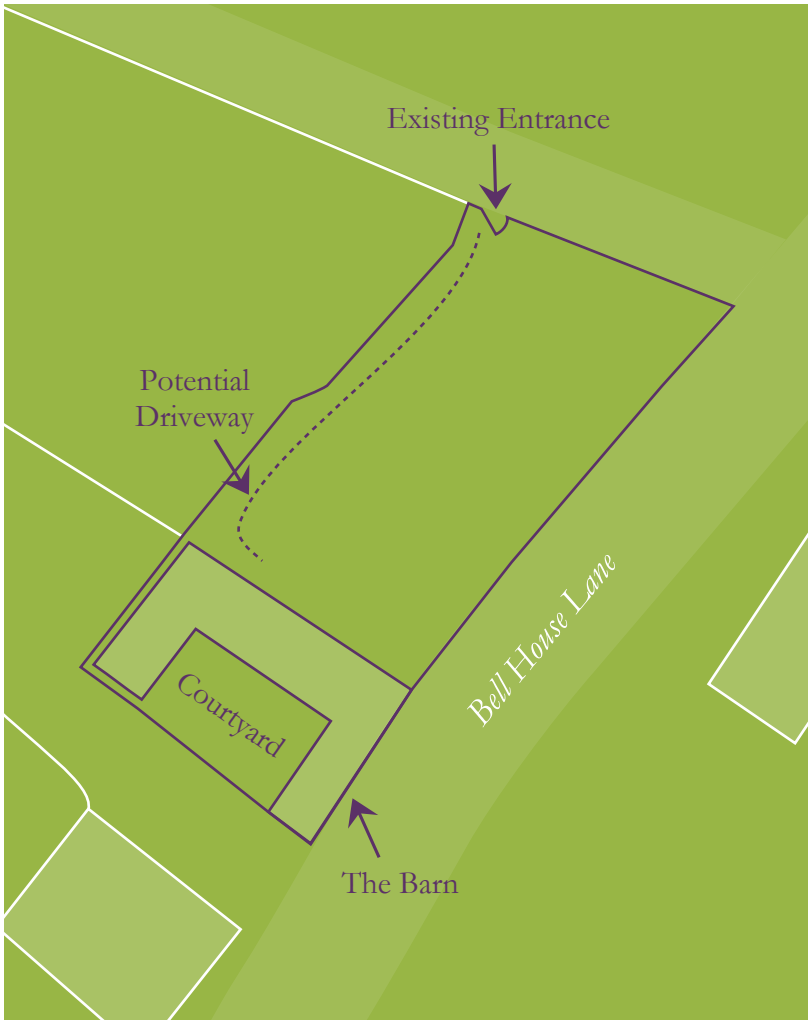 Existing Entrance
Potential
Driveway
Bell House Lane
Courtyard
The Barn